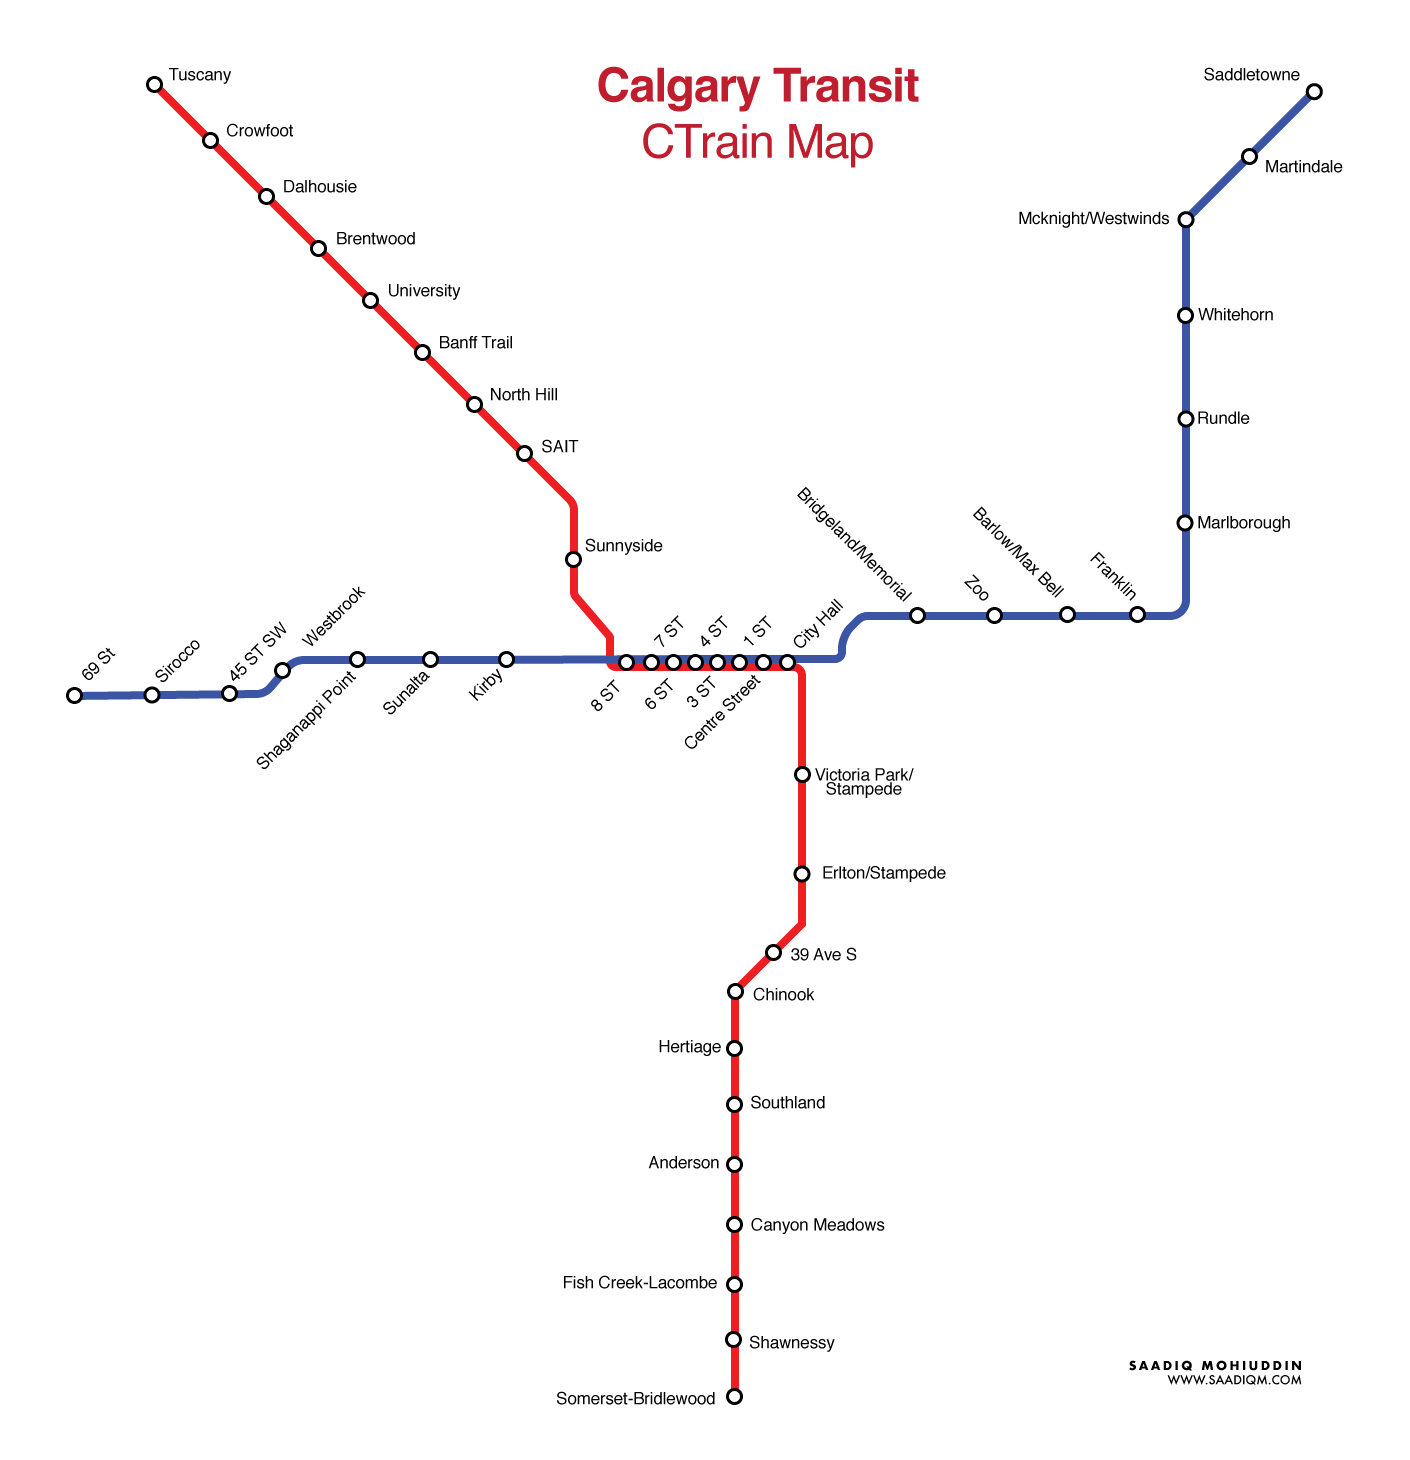 Calgary Transit
CTrain Map
Tuscany
Saddletowne
Crowfoot
Martindale
Dalhousie
Mcknight/Westwinds
Brentwood
University
Whitehorn
Banff Trail
North Hill
Rundle
SAIT
Marlborough
Sunnyside
Bridgeland/Memorial
Zoo
Barlow/Max Bell
Franklin
69 St
Sirocco
45 ST SW
Westbrook
Shaganappi Point
Sunalta
Kirby
8 ST
7 ST
6 ST
4 ST
3 ST
1 ST
Centre Street
City Hall
Victoria Park/
Stampede
Erlton/Stampede
39 Ave S
Chinook
Hertiage
Southland
Anderson
Canyon Meadows
Fish Creek-Lacombe
Shawnessy
Somerset-Bridlewood
SAADIQ MOHIUDDIN
WWW.SAADIQM.COM